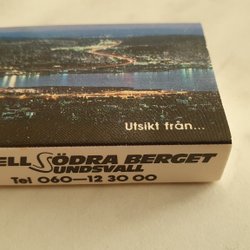 Utsikt från...
ELL SÖDRA BERGET
SUNDSVALL
Tel 060—12 30 00